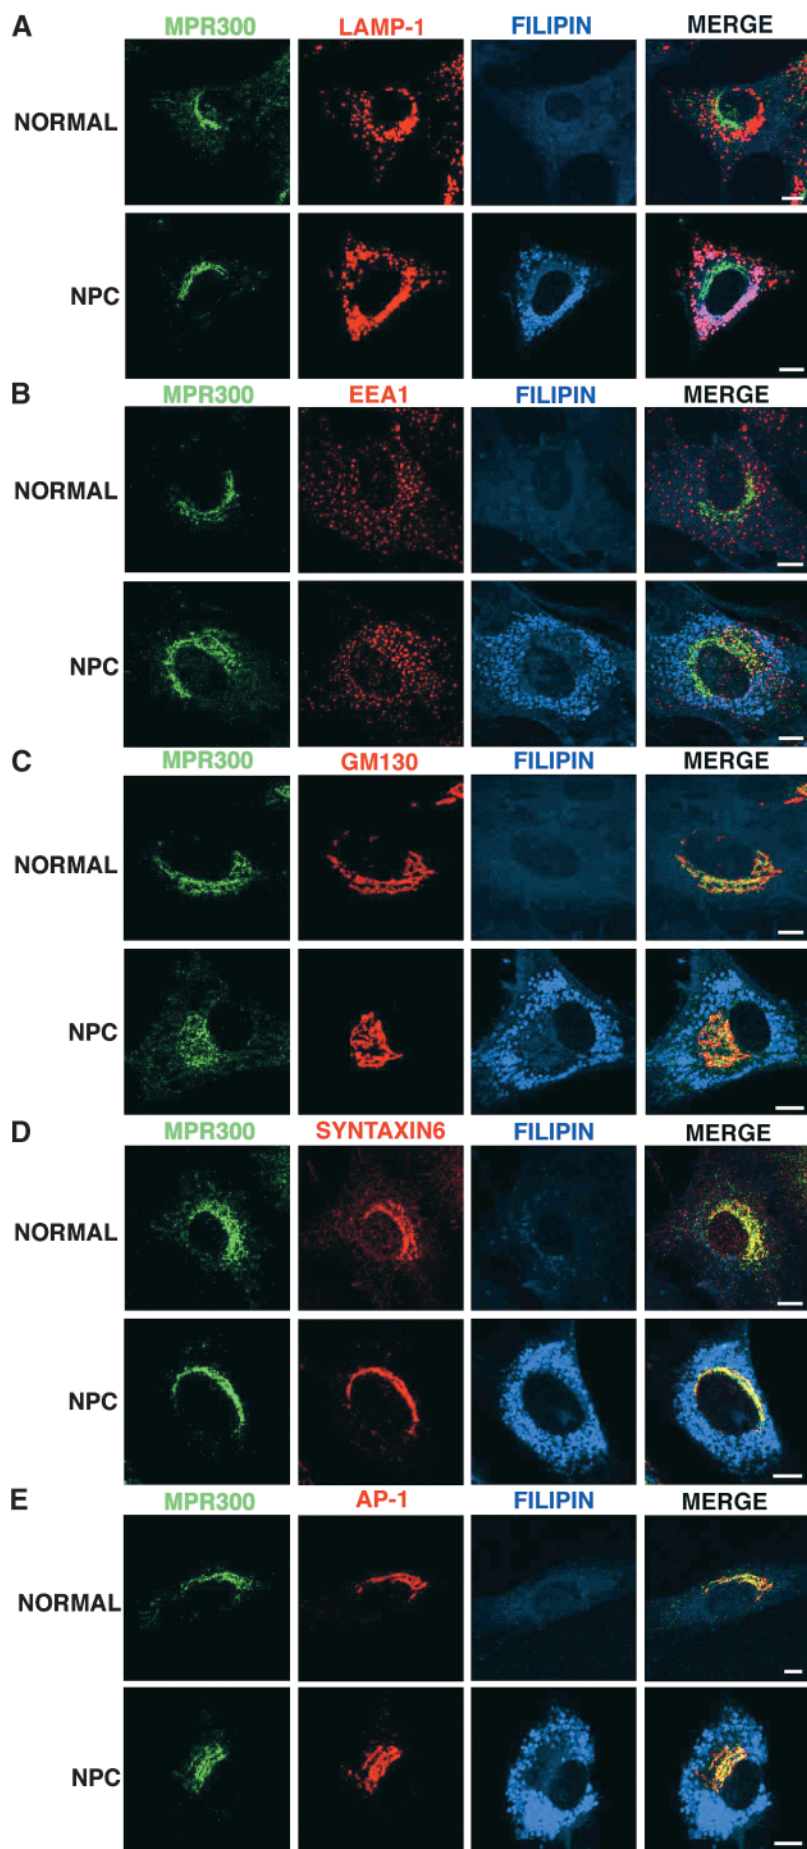 A MPR300 LAMP-1 FILIPIN MERGE
NORMAL
NPC
B MPR300 EEA1 FILIPIN MERGE
NORMAL
NPC
C MPR300 GM130 FILIPIN MERGE
NORMAL
NPC
D MPR300 SYNTAXIN6 FILIPIN MERGE
NORMAL
NPC
E MPR300 AP-1 FILIPIN MERGE
NORMAL
NPC